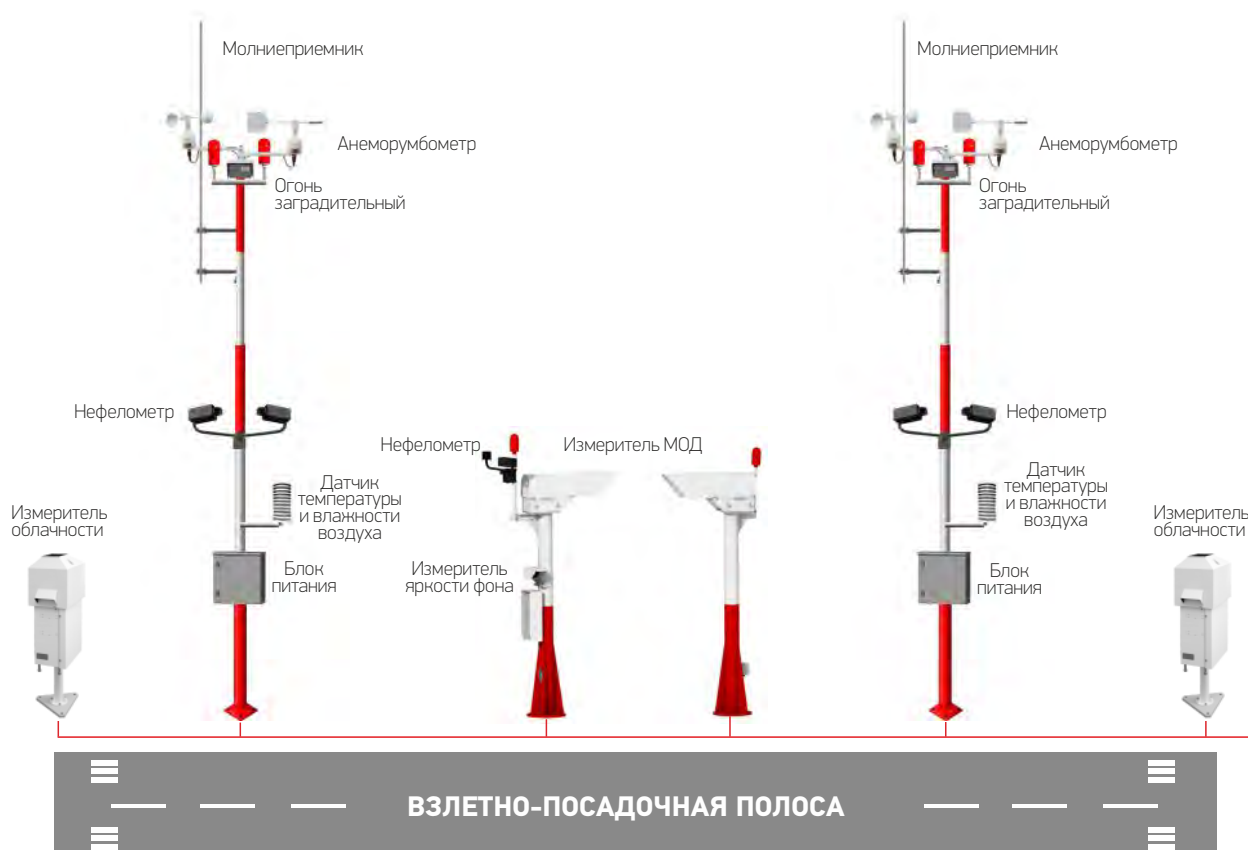 Молниеприемник
Анеморумбометр
Огонь
заградительный
Нефелометр
Датчик
температуры
и влажности
воздуха
Измеритель
облачности
Блок
питания
Нефелометр
Измеритель МОД
Измеритель
яркости фона
Молниеприемник
Анеморумбометр
Огонь
заградительный
Нефелометр
Датчик
температуры
и влажности
воздуха
Измеритель
облачности
Блок
питания
ВЗЛЕТНО-ПОСАДОЧНАЯ ПОЛОСА